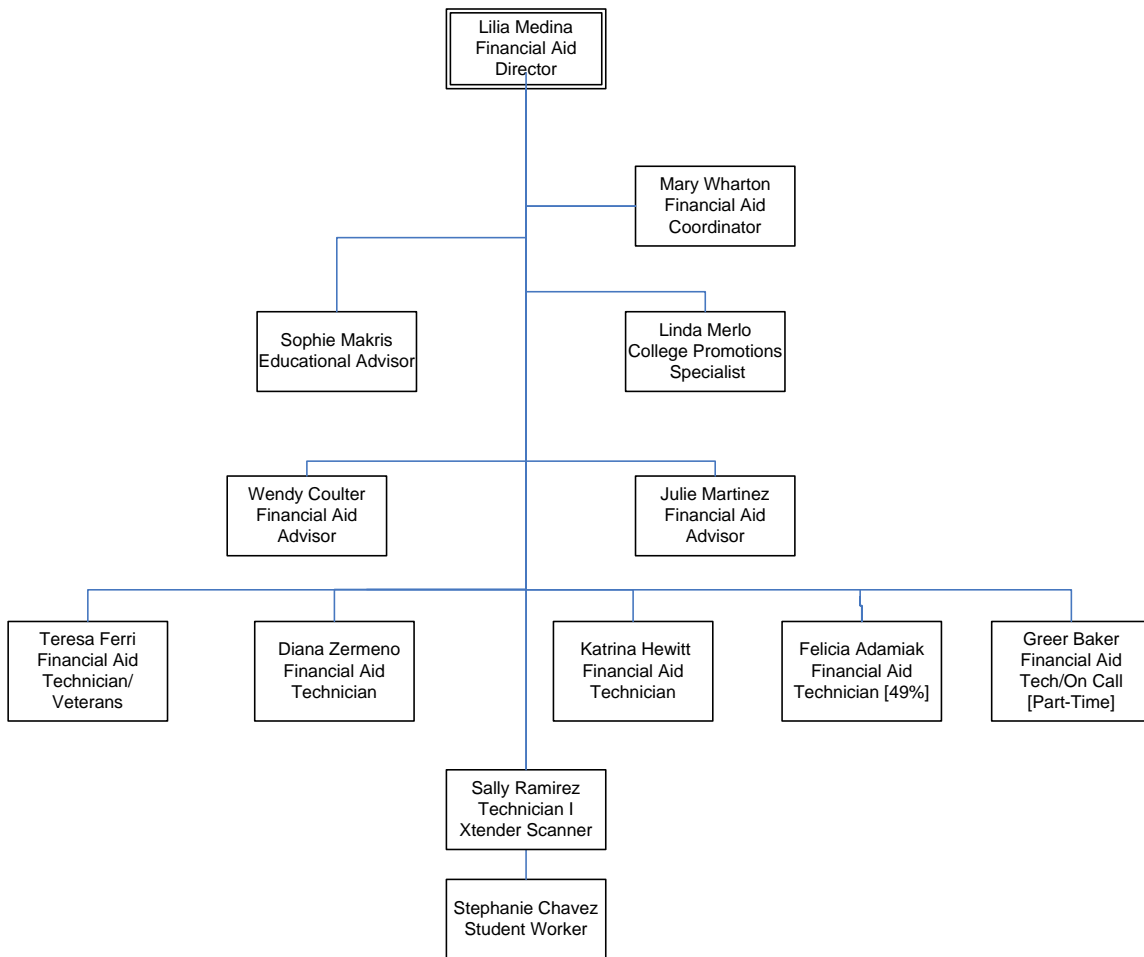 Lilia Medina
Financial Aid
Director
Mary Wharton
Financial Aid
Coordinator
Sophie Makris
Educational Advisor
Linda Merlo
College Promotions
Specialist
Wendy Coulter
Financial Aid
Advisor
Julie Martinez
Financial Aid
Advisor
Teresa Ferri
Financial Aid
Technician/
Veterans
Diana Zermeno
Financial Aid
Technician
Katrina Hewitt
Financial Aid
Technician
Felicia Adamiak
Financial Aid
Technician [49%]
Greer Baker
Financial Aid
Tech/On Call
[Part-Time]
Sally Ramirez
Technician I
Xtender Scanner
Stephanie Chavez
Student Worker